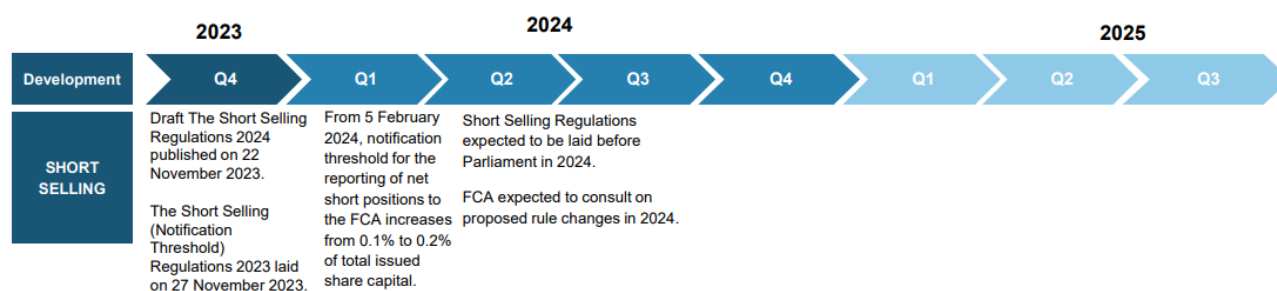 2023
2024
2025
Development
Q4
Q1
Q2
Q3
Q4
Q1
Q2
Q3
SHORT
SELLING
Draft The Short Selling
Regulations 2024
published on 22
November 2023.
The Short Selling
(Notification
Threshold)
Regulations 2023 laid
on 27 November 2023.
From 5 February
2024, notification
threshold for the
reporting of net
short positions to
the FCA increases
from 0.1% to 0.2%
of total issued
share capital.
Short Selling Regulations
expected to be laid before
Parliament in 2024.
FCA expected to consult on
proposed rule changes in 2024.